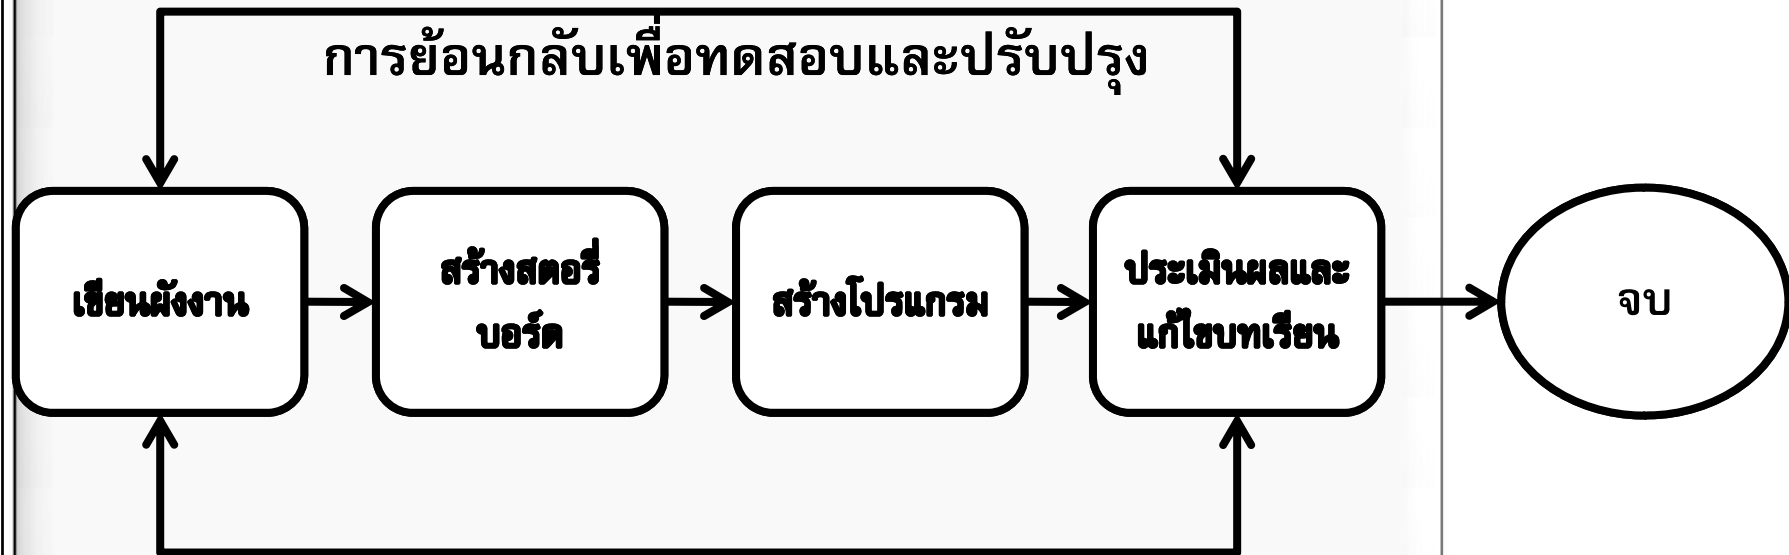 การย้อนกลับเพื่อทดสอบและปรับปรุง
เขียนผังงาน
สร้างสตอรี่
บอร์ด
สร้างโปรแกรม
ประเมินผลและ
แก้ไขบทเรียน
จบ